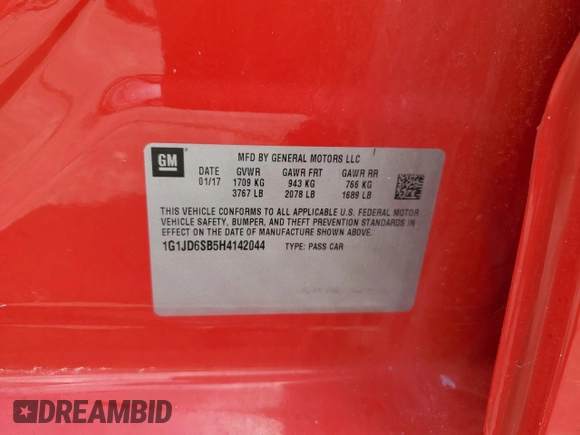 GM
MFD BY GENERAL MOTORS LLC
DATE GVWR GAWR FRT GAWR RR
01/17 1709 KG 943 KG 766 KG
3767 LB 2078 LB 1689 LB
THIS VEHICLE CONFORMS TO ALL APPLICABLE U.S. FEDERAL MOTOR
VEHICLE SAFETY, BUMPER, AND THEFT PREVENTION STANDARDS IN
EFFECT ON THE DATE OF MANUFACTURE SHOWN ABOVE.
1G1JD6SB5H4142044 TYPE: PASS CAR
DREAMBID